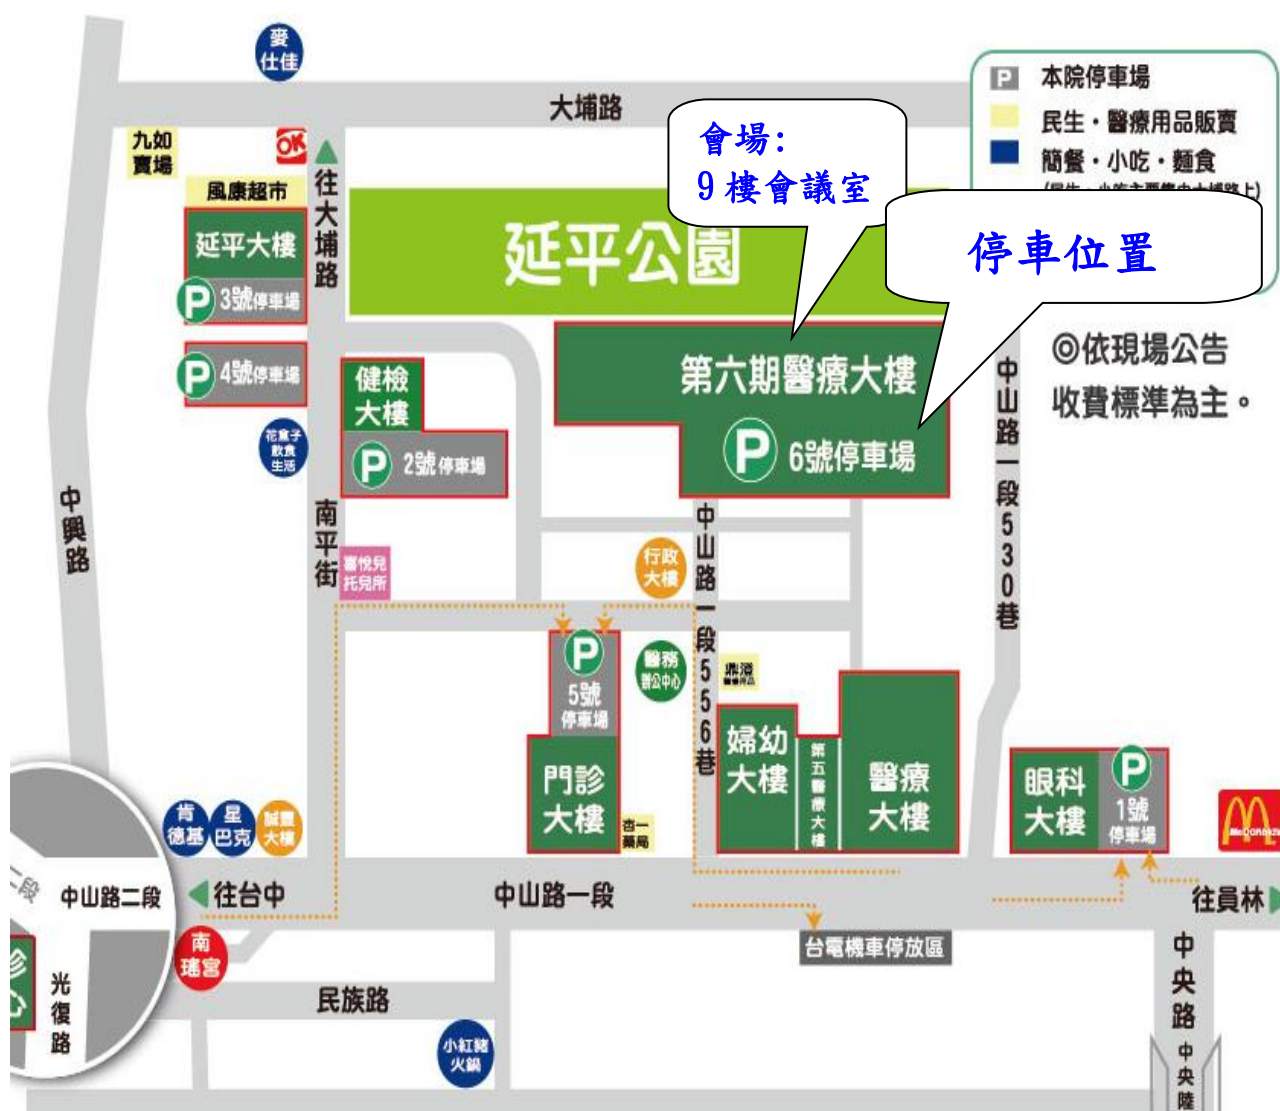 麥
仕佳
大埔路
P 本院停車場
民生・醫療用品販賣
簡餐・小吃・麵食
會場:
9樓會議室
停車位置
九如
賣場
OK
往大埔路
風康超市
延平大樓
P 3號停車場
P 4號停車場
延平公園
第六期醫療大樓
P 6號停車場
◎依現場公告
收費標準為主。
健檢
大樓
P 2號停車場
花盒子
飲食
生活
中興路
南平街
喜悅兒
托兒所
中山路一段530巷
中山路一段556巷
行政
大樓
P
5號
停車場
醫務
辦公中心
門診
大樓
杏一
藥局
婦幼
大樓
第五醫療大樓
醫療
大樓
眼科
大樓
P
1號
停車場
McDonald's
肯
德基
星
巴克
誠豐
大樓
中山路二段
往台中
中山路一段
往員林
南
瑤宮
台電機車停放區
光復路
民族路
小紅豬
火鍋
中央路
中央陸